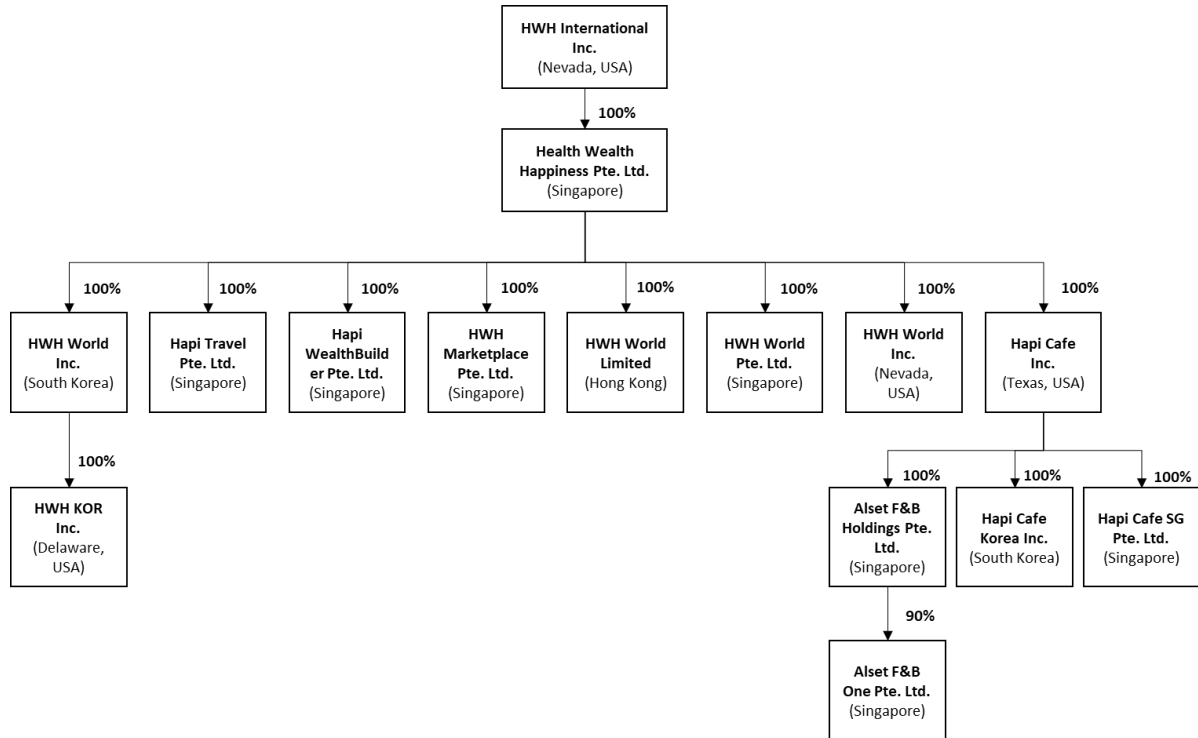 HWH International
Inc.
(Nevada, USA)
100%
Health Wealth
Happiness Pte. Ltd.
(Singapore)
100%
100%
100%
100%
100%
100%
100%
100%
HWH World
Inc.
(South Korea)
Hapi Travel
Pte. Ltd.
(Singapore)
Hapi
WealthBuild
er Pte. Ltd.
(Singapore)
HWH
Marketplace
Pte. Ltd.
(Singapore)
HWH World
Limited
(Hong Kong)
HWH World
Pte. Ltd.
(Singapore)
HWH World
Inc.
(Nevada,
USA)
Hapi Cafe
Inc.
(Texas, USA)
100%
100%
100%
100%
HWH KOR
Inc.
(Delaware,
USA)
Alset F&B
Holdings Pte.
Ltd.
(Singapore)
Hapi Cafe
Korea Inc.
(South Korea)
Hapi Cafe SG
Pte. Ltd.
(Singapore)
90%
Alset F&B
One Pte. Ltd.
(Singapore)